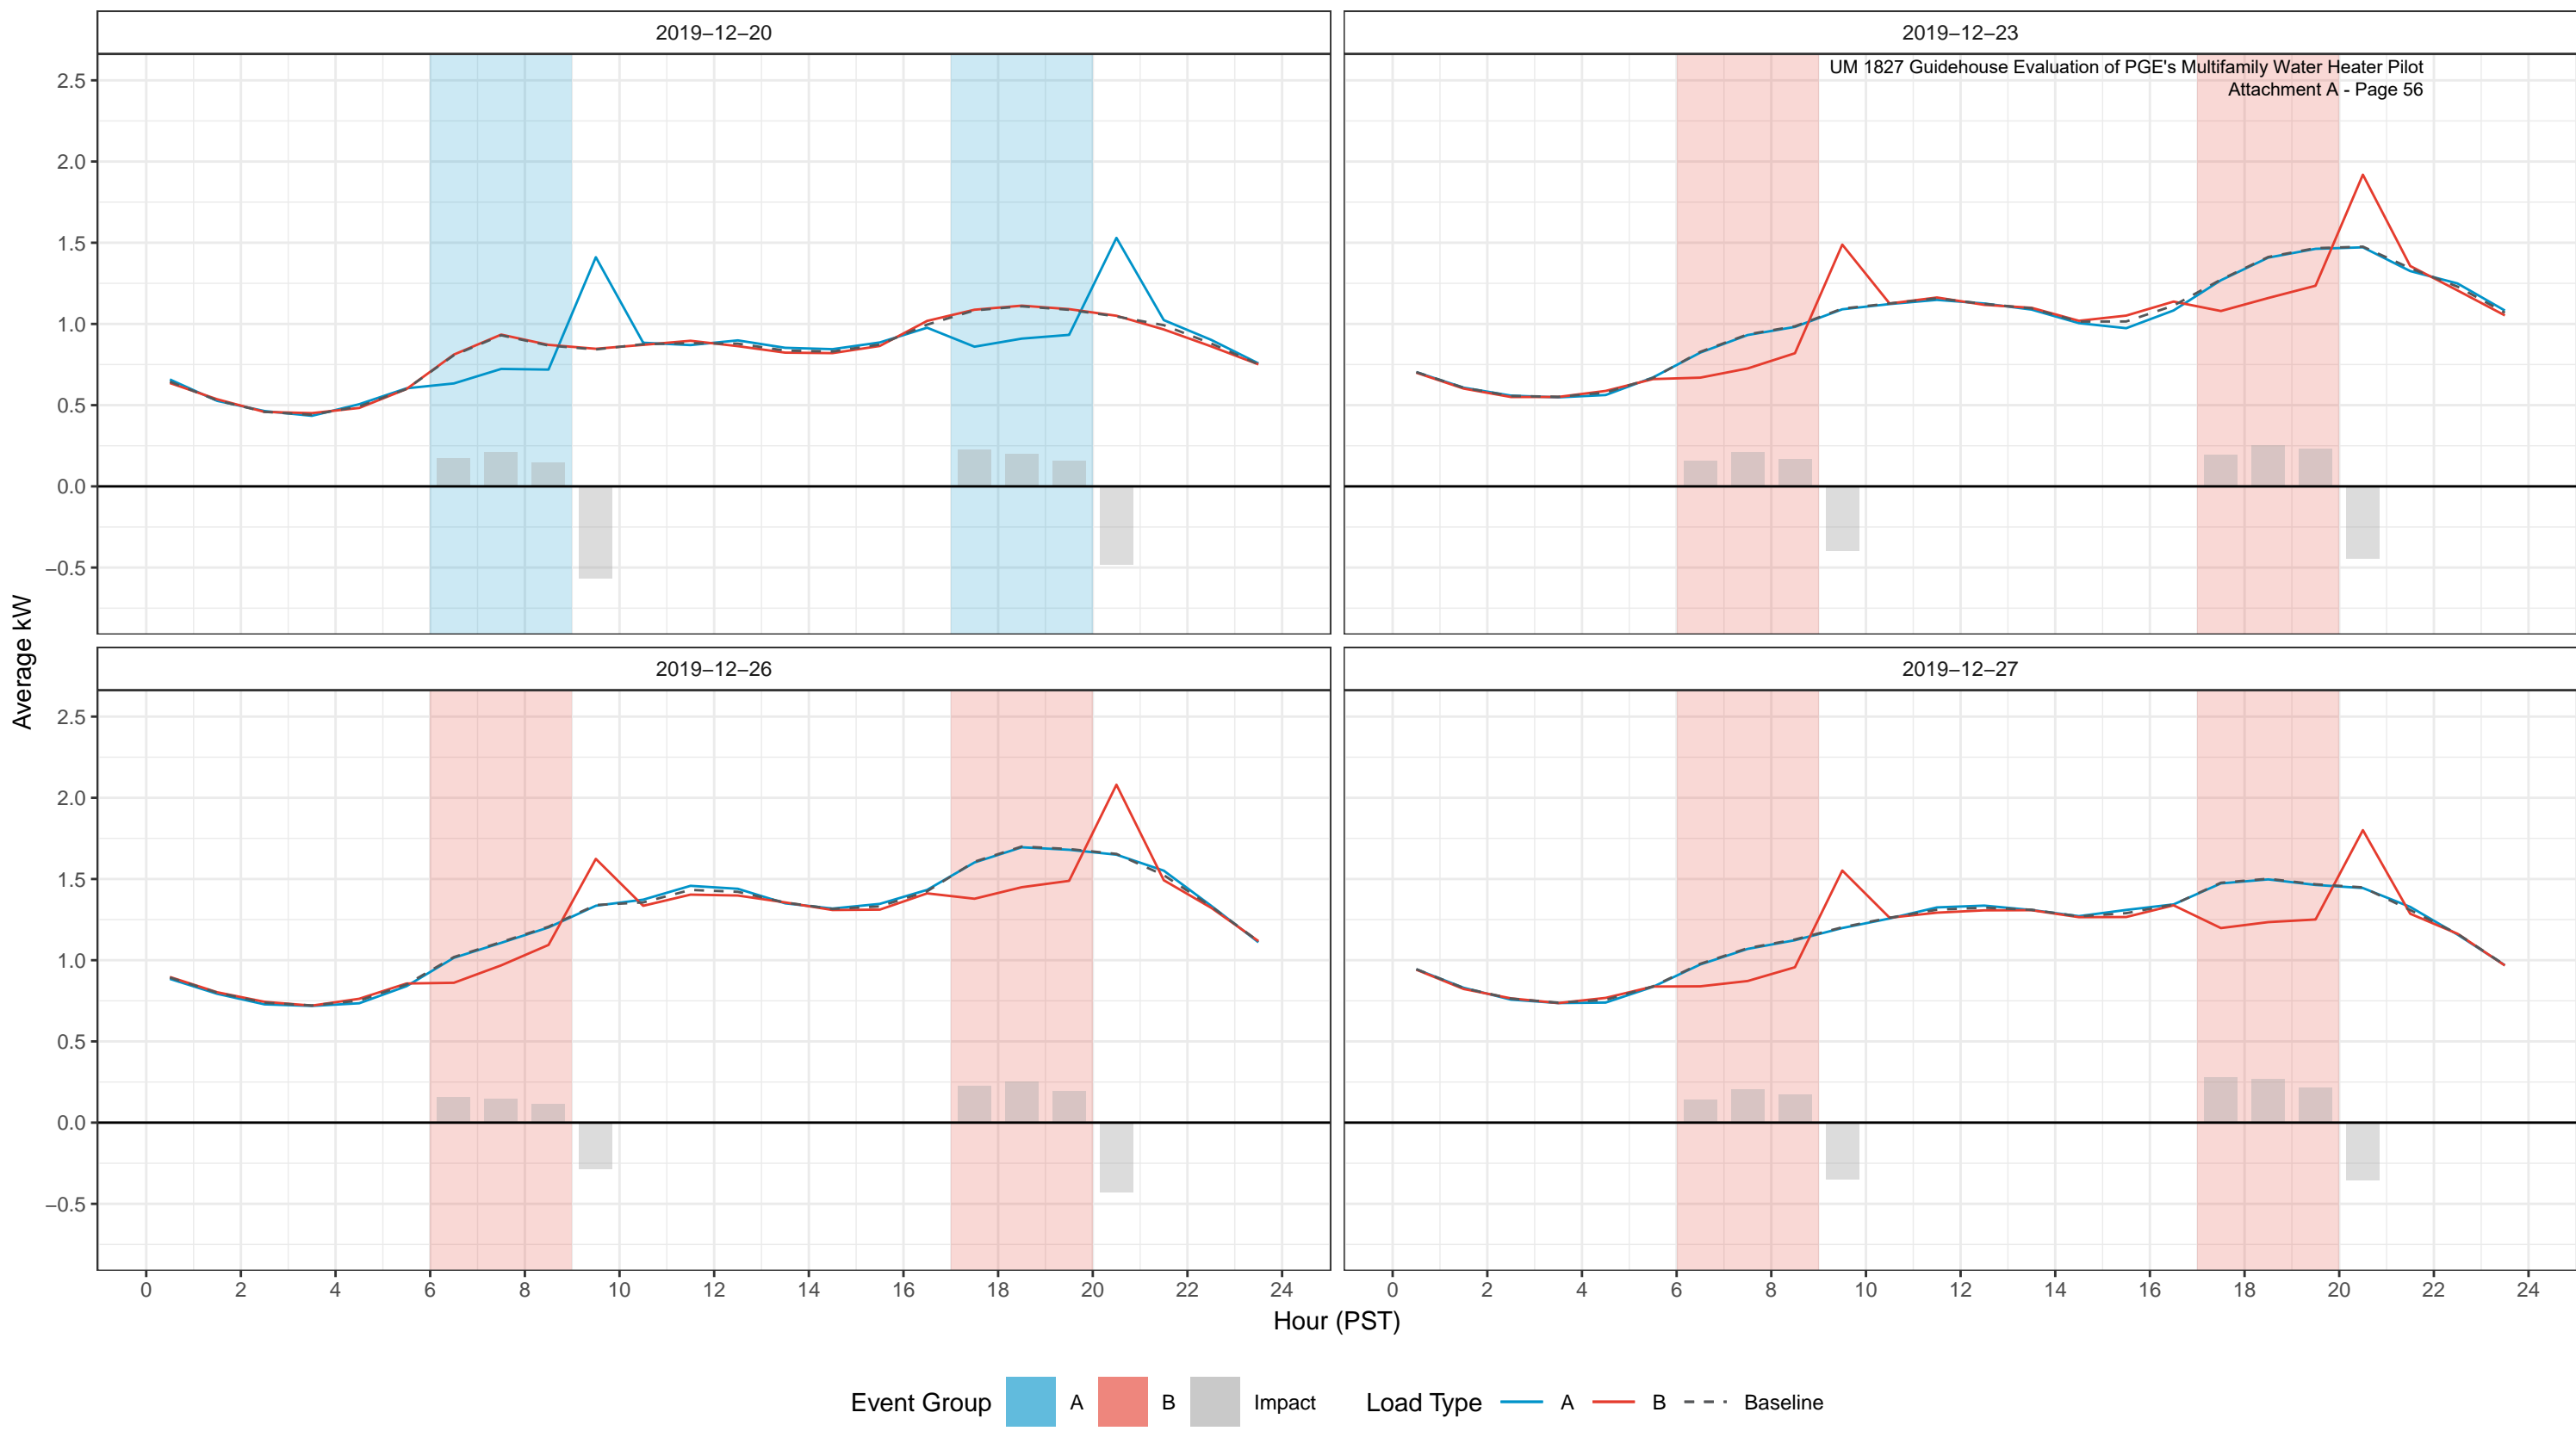 2019–12–20
2019–12–23
UM 1827 Guidehouse Evaluation of PGE's Multifamily Water Heater Pilot
Attachment A - Page 56
2.5
2.0
1.5
1.0
0.5
0.0
–0.5
Average kW
2019–12–26
2019–12–27
2.5
2.0
1.5
1.0
0.5
0.0
–0.5
0 2 4 6 8 10 12 14 16 18 20 22 24
0 2 4 6 8 10 12 14 16 18 20 22 24
Hour (PST)
Event Group A B Impact Load Type A B Baseline